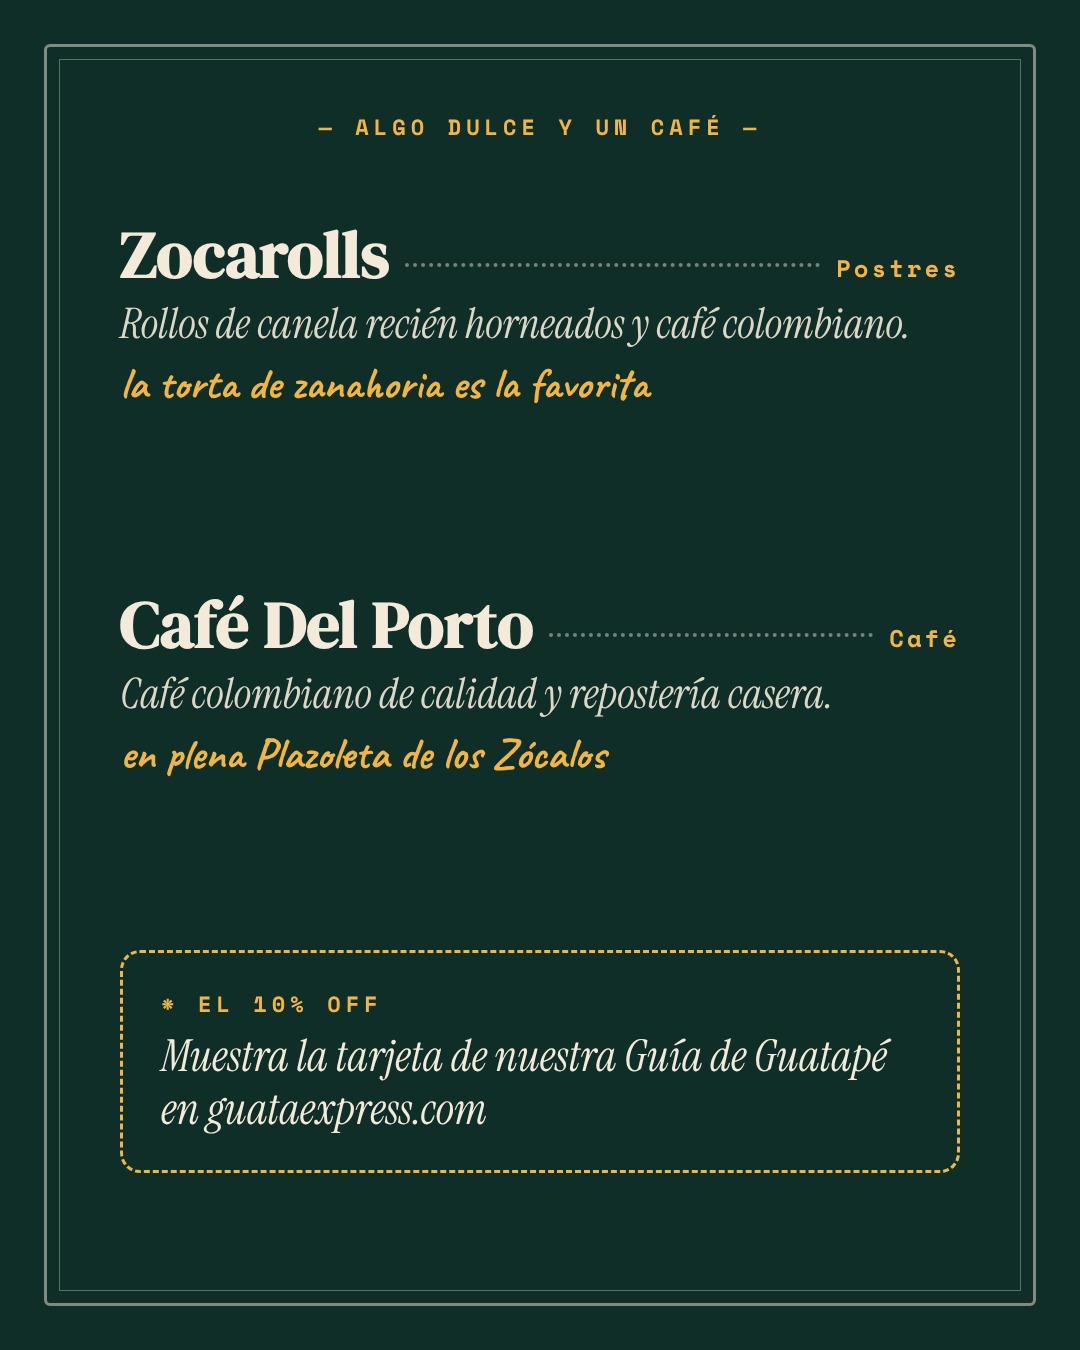 — ALGO DULCE Y UN CAFÉ —
Zocarolls Postres
Rollos de canela recién horneados y café colombiano.
la torta de zanahoria es la favorita
Café Del Porto Café
Café colombiano de calidad y repostería casera.
en plena Plazoleta de los Zócalos
❋ EL 10% OFF
Muestra la tarjeta de nuestra Guía de Guatapé
en guataexpress.com